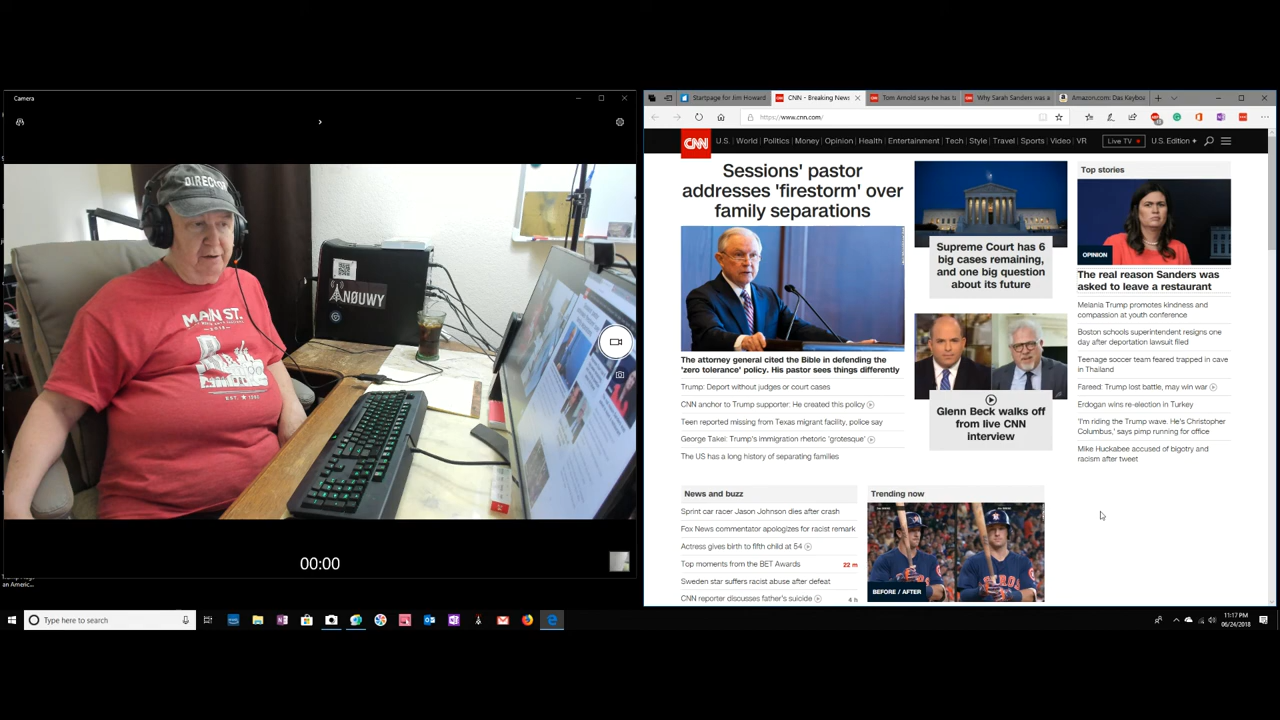 Camera
DIRECTOR
MAIN ST.
EST. ★ 1992
ANØUWY
00:00
Startpage for Jim Howard
CNN - Breaking News
Tom Arnold says he has t
Why Sarah Sanders was a
Amazon.com: Das Keyboa
https://www.cnn.com/
CNN
U.S. World Politics Money Opinion Health Entertainment Tech Style Travel Sports Video VR
Live TV
U.S. Edition +
Sessions' pastor
addresses 'firestorm' over
family separations
The attorney general cited the Bible in defending the
'zero tolerance' policy. His pastor sees things differently
Trump: Deport without judges or court cases
CNN anchor to Trump supporter: He created this policy
Teen reported missing from Texas migrant facility, police say
George Takei: Trump's immigration rhetoric 'grotesque'
The US has a long history of separating families
Supreme Court has 6
big cases remaining,
and one big question
about its future
Glenn Beck walks off
from live CNN
interview
Top stories
OPINION
The real reason Sanders was
asked to leave a restaurant
Melania Trump promotes kindness and
compassion at youth conference
Boston schools superintendent resigns one
day after deportation lawsuit filed
Teenage soccer team feared trapped in cave
in Thailand
Fareed: Trump lost battle, may win war
Erdogan wins re-election in Turkey
'I'm riding the Trump wave. He's Christopher
Columbus,' says pimp running for office
Mike Huckabee accused of bigotry and
racism after tweet
News and buzz
Sprint car racer Jason Johnson dies after crash
Fox News commentator apologizes for racist remark
Actress gives birth to fifth child at 54
Top moments from the BET Awards 22 m
Sweden star suffers racist abuse after defeat
CNN reporter discusses father's suicide 4 h
Trending now
BEFORE / AFTER
an Americ...
Type here to search
11:17 PM
06/24/2018